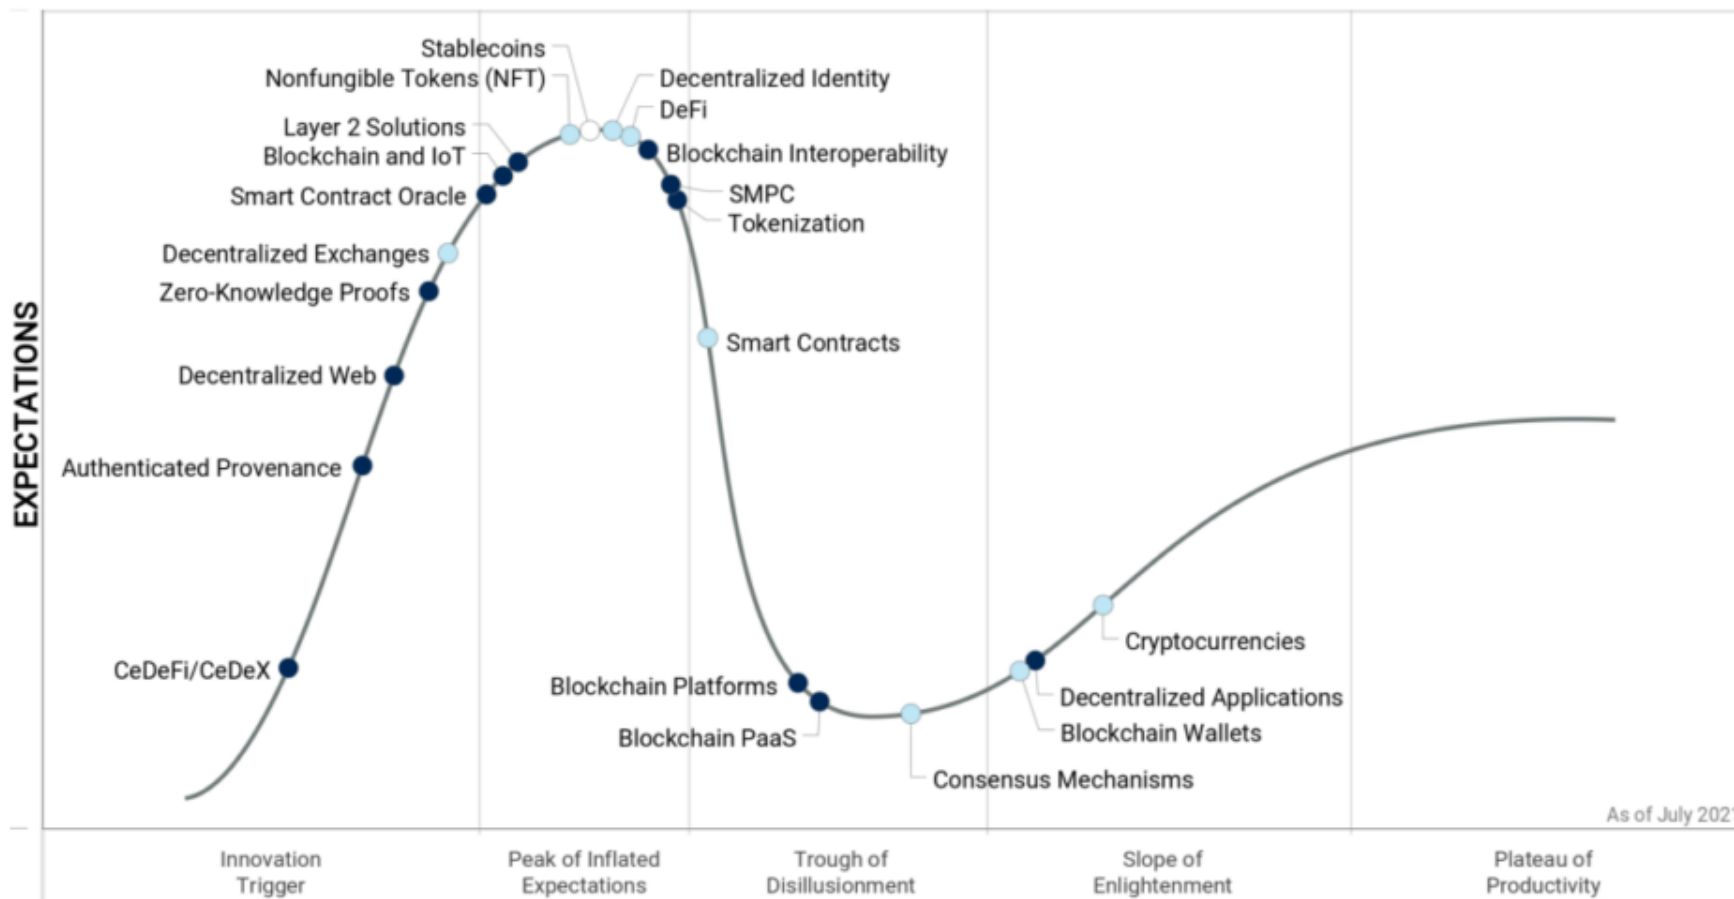 Stablecoins
Nonfungible Tokens (NFT)
Decentralized Identity
DeFi
Layer 2 Solutions
Blockchain and IoT
Blockchain Interoperability
Smart Contract Oracle
SMPC
Tokenization
Decentralized Exchanges
Zero-Knowledge Proofs
Smart Contracts
Decentralized Web
Authenticated Provenance
EXPECTATIONS
CeDeFi/CeDeX
Cryptocurrencies
Blockchain Platforms
Decentralized Applications
Blockchain PaaS
Blockchain Wallets
Consensus Mechanisms
As of July 2021
Innovation
Trigger
Peak of Inflated
Expectations
Trough of
Disillusionment
Slope of
Enlightenment
Plateau of
Productivity